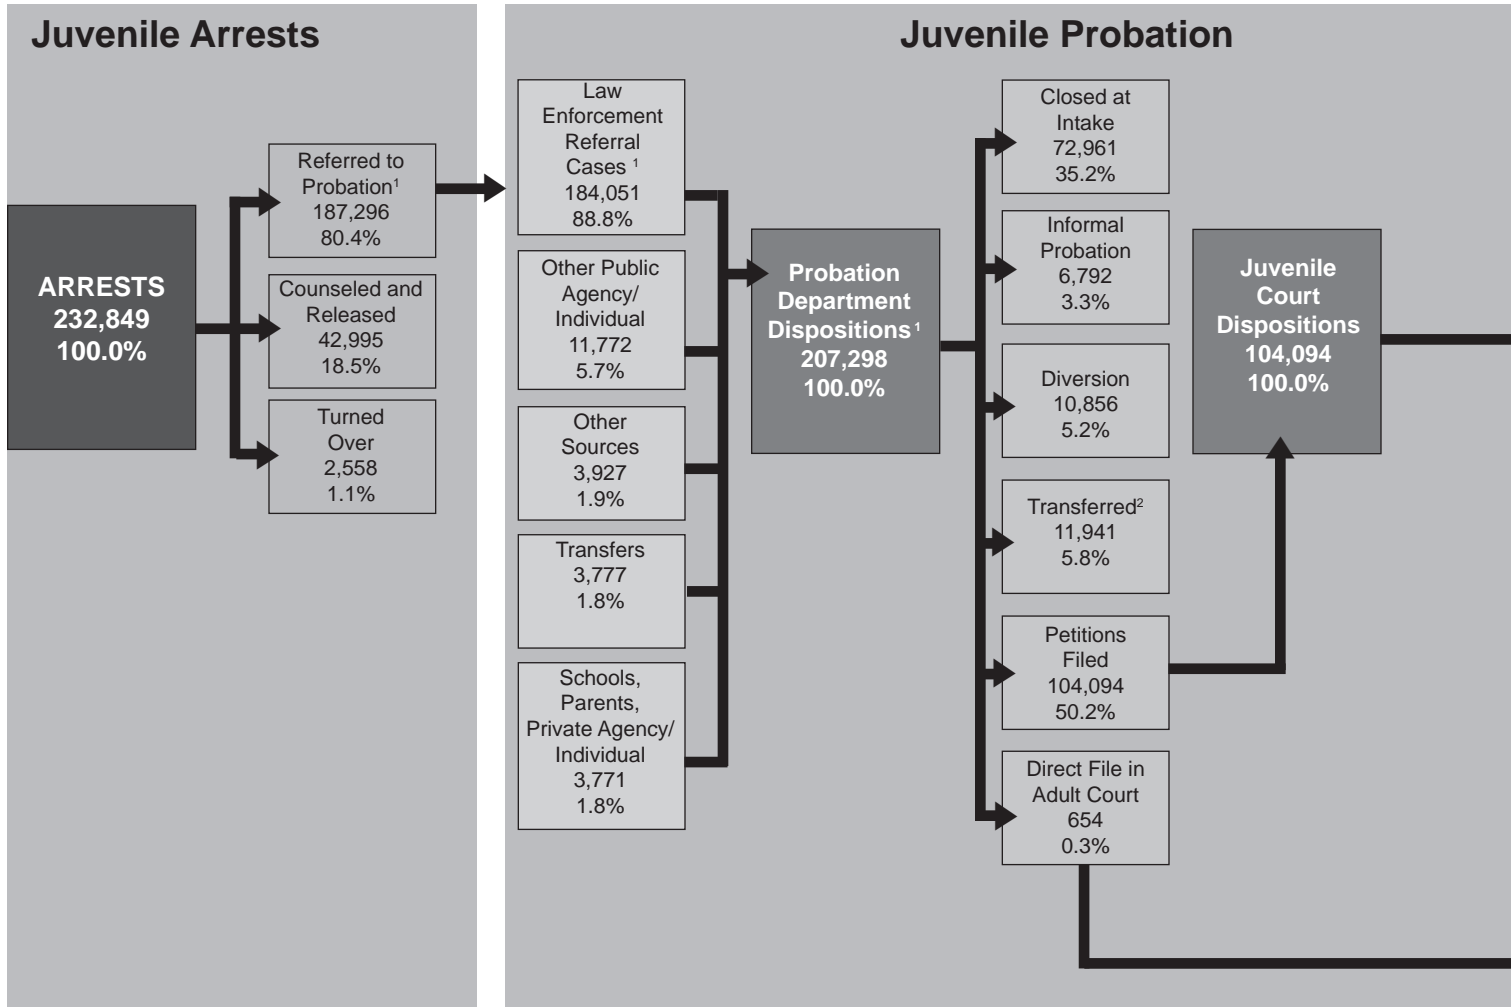 Juvenile Arrests
ARRESTS
232,849
100.0%
Referred to
Probation¹
187,296
80.4%
Counseled and
Released
42,995
18.5%
Turned
Over
2,558
1.1%
Juvenile Probation
Law
Enforcement
Referral
Cases ¹
184,051
88.8%
Other Public
Agency/
Individual
11,772
5.7%
Other
Sources
3,927
1.9%
Transfers
3,777
1.8%
Schools,
Parents,
Private Agency/
Individual
3,771
1.8%
Probation
Department
Dispositions ¹
207,298
100.0%
Closed at
Intake
72,961
35.2%
Informal
Probation
6,792
3.3%
Diversion
10,856
5.2%
Transferred²
11,941
5.8%
Petitions
Filed
104,094
50.2%
Direct File in
Adult Court
654
0.3%
Juvenile
Court
Dispositions
104,094
100.0%